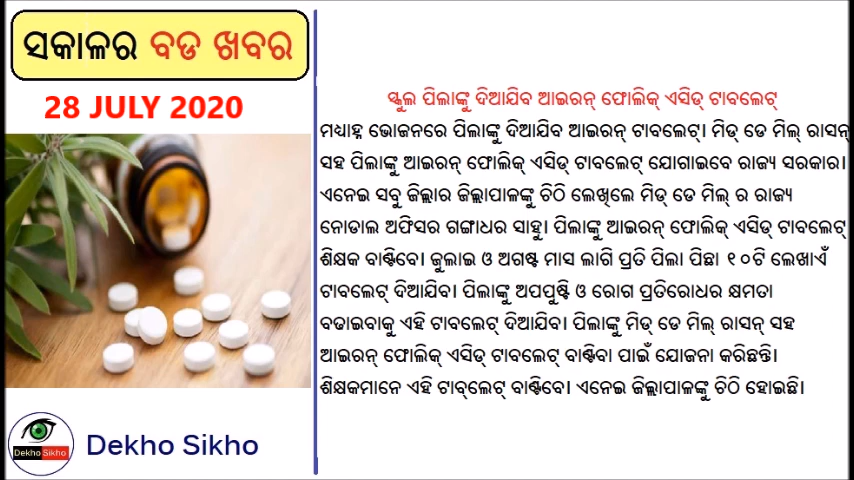 ସକାଳର ବଡ ଖବର
28 JULY 2020
ସ୍କୁଲ ପିଲାଙ୍କୁ ଦିଆଯିବ ଆଇରନ୍ ଫୋଲିକ୍ ଏସିଡ୍ ଟାବଲେଟ୍
ମଧ୍ୟାହ୍ନ ଭୋଜନରେ ପିଲାଙ୍କୁ ଦିଆଯିବ ଆଇରନ୍ ଟାବଲେଟ୍। ମିଡ୍ ଡେ ମିଲ୍ ରାସନ୍
ସହ ପିଲାଙ୍କୁ ଆଇରନ୍ ଫୋଲିକ୍ ଏସିଡ୍ ଟାବଲେଟ୍ ଯୋଗାଇବେ ରାଜ୍ୟ ସରକାର।
ଏନେଇ ସବୁ ଜିଲ୍ଲାର ଜିଲ୍ଲାପାଳଙ୍କୁ ଚିଠି ଲେଖିଲେ ମିଡ୍ ଡେ ମିଲ୍ ର ରାଜ୍ୟ
ନୋଡାଲ ଅଫିସର ଗଙ୍ଗାଧର ସାହୁ। ପିଲାଙ୍କୁ ଆଇରନ୍ ଫୋଲିକ୍ ଏସିଡ୍ ଟାବଲେଟ୍
ଶିକ୍ଷକ ବାଣ୍ଟିବେ। ଜୁଲାଇ ଓ ଅଗଷ୍ଟ ମାସ ଲାଗି ପ୍ରତି ପିଲା ପିଛା ୧୦ଟି ଲେଖାଏଁ
ଟାବଲେଟ୍ ଦିଆଯିବ। ପିଲାଙ୍କୁ ଅପପୁଷ୍ଟି ଓ ରୋଗ ପ୍ରତିରୋଧର କ୍ଷମତା
ବଢାଇବାକୁ ଏହି ଟାବଲେଟ୍ ଦିଆଯିବ। ପିଲାଙ୍କୁ ମିଡ୍ ଡେ ମିଲ୍ ରାସନ୍ ସହ
ଆଇରନ୍ ଫୋଲିକ୍ ଏସିଡ୍ ଟାବଲେଟ୍ ବାଣ୍ଟିବା ପାଇଁ ଯୋଜନା କରିଛନ୍ତି।
ଶିକ୍ଷକମାନେ ଏହି ଟାବ୍‌ଲେଟ୍ ବାଣ୍ଟିବେ। ଏନେଇ ଜିଲ୍ଲାପାଳଙ୍କୁ ଚିଠି ହୋଇଛି।
Dekho Sikho
Dekho Sikho